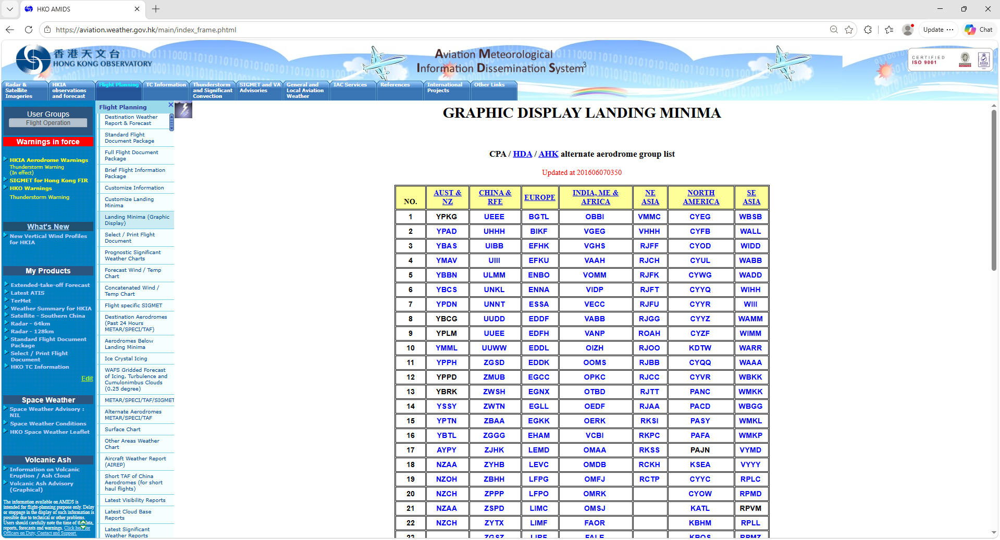 HKO AMIDS
https://aviation.weather.gov.hk/main/index_frame.phtml
Update
Chat
香港天文台
HONG KONG OBSERVATORY
Aviation Meteorological
Information Dissemination System3
CERTIFIED
ISO 9001
Radar &
Satellite
Imageries
HKIA
observations
and forecast
Flight Planning
TC Information
Thunderstorm
and Significant
Convection
SIGMET and VA
Advisories
General and
Local Aviation
Weather
IAC Services
References
International
Projects
Other Links
User Groups
Flight Operation
Warnings in force
HKIA Aerodrome Warnings
Thunderstorm Warning
(In effect)
SIGMET for Hong Kong FIR
HKO Warnings
Thunderstorm Warning
What's New
New Vertical Wind Profiles
for HKIA
My Products
Extended-take-off Forecast
Latest ATIS
TerMet
Weather Summary for HKIA
Satellite - Southern China
Radar - 64km
Radar - 128km
Standard Flight Document
Package
Select / Print Flight
Document
HKO TC Information
Edit
Space Weather
Space Weather Advisory :
NIL
Space Weather Conditions
HKO Space Weather Leaflet
Volcanic Ash
Information on Volcanic
Eruption / Ash Cloud
Volcanic Ash Advisory
(Graphical)
The information available on AMIDS is
intended for flight-planning purpose only. Delay
or stoppage in the display of such information is
possible due to technical or other problems.
Users should carefully note the time of the data,
reports, forecasts and warnings. Click here for
Officers on Duty, Contact and Support.
Flight Planning
Destination Weather
Report & Forecast
Standard Flight
Document Package
Full Flight Document
Package
Brief Flight Information
Package
Customize Information
Customize Landing
Minima
Landing Minima (Graphic
Display)
Select / Print Flight
Document
Prognostic Significant
Weather Charts
Forecast Wind / Temp
Chart
Concatenated Wind /
Temp Chart
Flight specific SIGMET
Destination Aerodromes
(Past 24 Hours
METAR/SPECI/TAF)
Aerodromes Below
Landing Minima
Ice Crystal Icing
WAFS Gridded Forecast
of Icing, Turbulence and
Cumulonimbus Clouds
(0.25 degree)
METAR/SPECI/TAF/SIGMET
Alternate Aerodromes
METAR/SPECI/TAF
Surface Chart
Other Areas Weather
Chart
Aircraft Weather Report
(AIREP)
Short TAF of China
Aerodromes (for short
haul flights)
Latest Visibility Reports
Latest Cloud Base
Reports
Latest Significant
Weather Reports
GRAPHIC DISPLAY LANDING MINIMA
CPA / HDA / AHK alternate aerodrome group list
Updated at 201606070350
NO. AUST & NZ CHINA & RFE EUROPE INDIA, ME & AFRICA NE ASIA NORTH AMERICA SE ASIA
1 YPKG UEEE BGTL OBBI VMMC CYEG WBSB
2 YPAD UHHH BIKF VGEG VHHH CYFB WALL
3 YBAS UIBB EFHK VGHS RJFF CYOD WIDD
4 YMAV UIII EFKU VAAH RJCH CYUL WABB
5 YBBN ULMM ENBO VOMM RJFK CYWG WADD
6 YBCS UNKL ENNA VIDP RJFT CYYQ WIHH
7 YPDN UNNT ESSA VECC RJFU CYYR WIII
8 YBCG UUDD EDDF VABB RJGG CYYZ WAMM
9 YPLM UUEE EDFH VANP ROAH CYZF WIMM
10 YMML UUWW EDDL OIZH RJOO KDTW WARR
11 YPPH ZGSD EDDK OOMS RJBB CYQQ WAAA
12 YPPD ZMUB EGCC OPKC RJCC CYVR WBKK
13 YBRK ZWSH EGNX OTBD RJTT PANC WMKK
14 YSSY ZWTN EGLL OEDF RJAA PACD WBGG
15 YPTN ZBAA EGKK OERK RKSI PASY WMKL
16 YBTL ZGGG EHAM VCBI RKPC PAFA WMKP
17 AYPY ZJHK LEMD OMAA RKSS PAJN VYMD
18 NZAA ZYHB LEVC OMDB RCKH KSEA VYYY
19 NZOH ZBHH LFPG OMFJ RCTP CYYC RPLC
20 NZCH ZPPP LFPO OMRK CYOW RPMD
21 NZAA ZSPD LIMC OMSJ KATL RPVM
22 NZCH ZYTX LIMF FAOR KBHM RPLL
23 ZGSZ LIRF FALE KBOS RPMZ